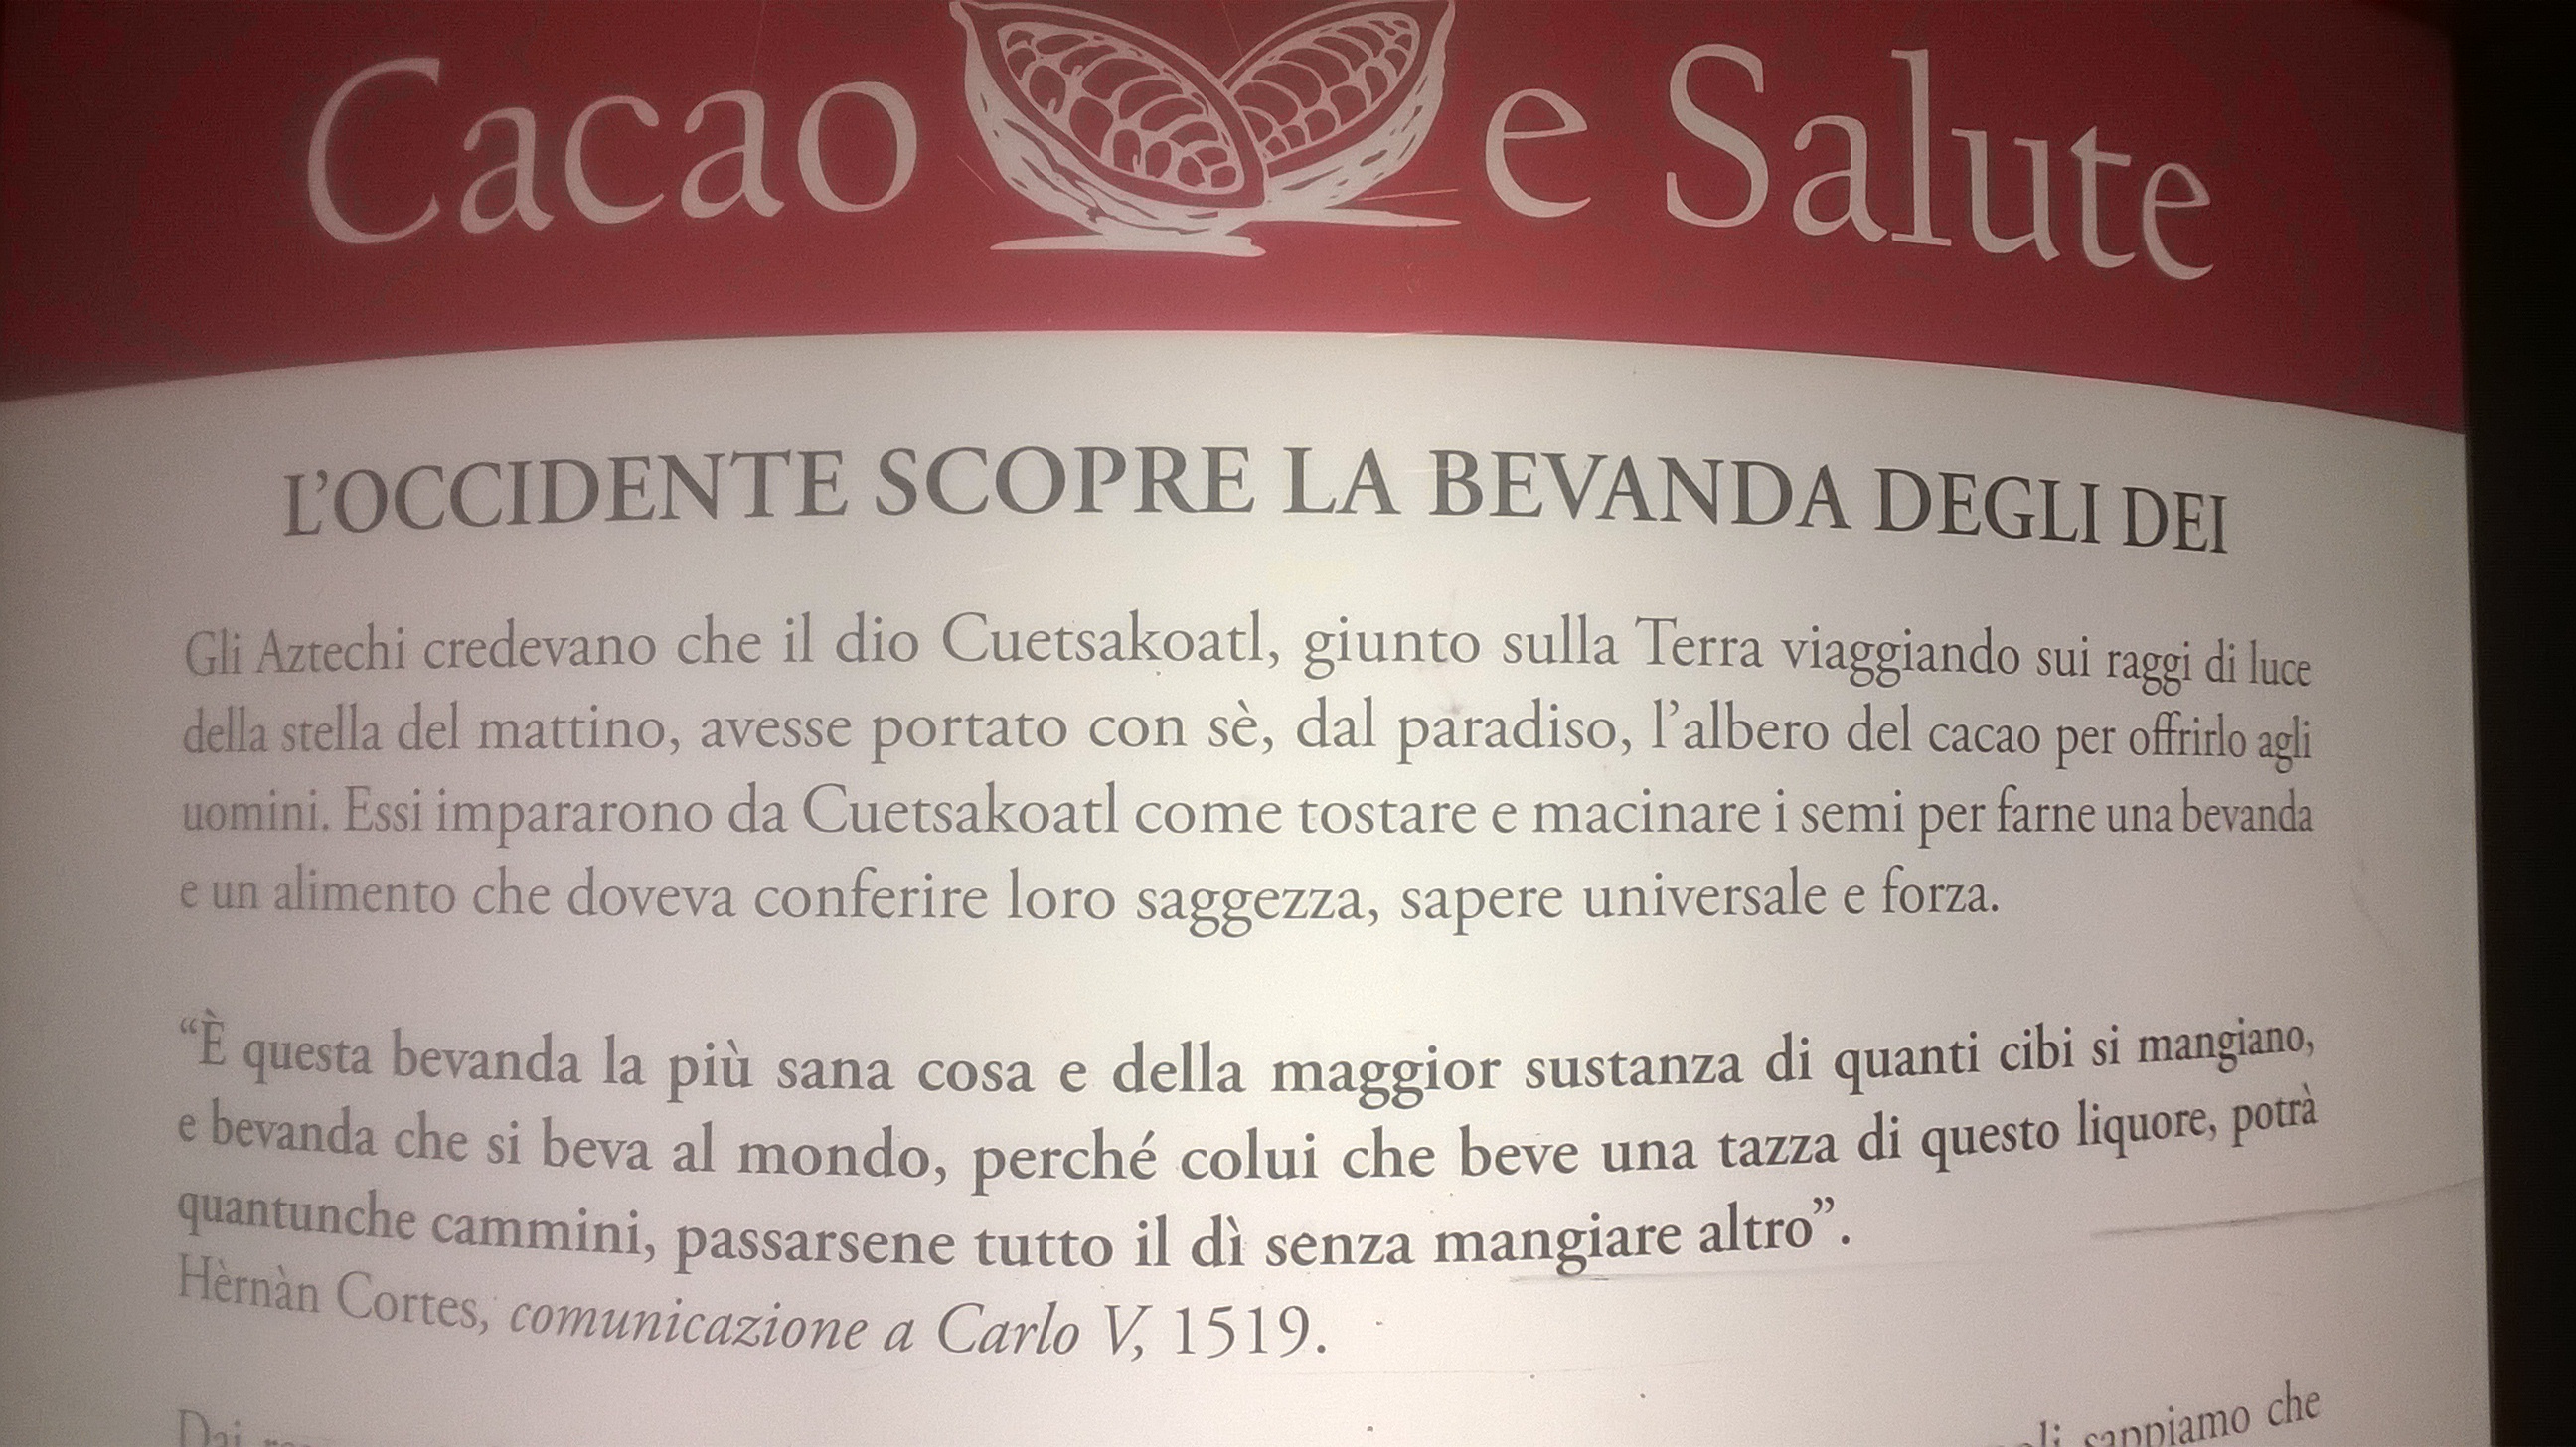 Cacao e Salute
L'OCCIDENTE SCOPRE LA BEVANDA DEGLI DEI
Gli Aztechi credevano che il dio Cuetsakoatl, giunto sulla Terra viaggiando sui raggi di luce
della stella del mattino, avesse portato con sè, dal paradiso, l'albero del cacao per offrirlo agli
uomini. Essi impararono da Cuetsakoatl come tostare e macinare i semi per farne una bevanda
e un alimento che doveva conferire loro saggezza, sapere universale e forza.
“È questa bevanda la più sana cosa e della maggior sustanza di quanti cibi si mangiano,
e bevanda che si beva al mondo, perché colui che beve una tazza di questo liquore, potrà
quantunche cammini, passarsene tutto il dì senza mangiare altro”.
Hèrnàn Cortes, comunicazione a Carlo V, 1519.
Dai sappiamo che